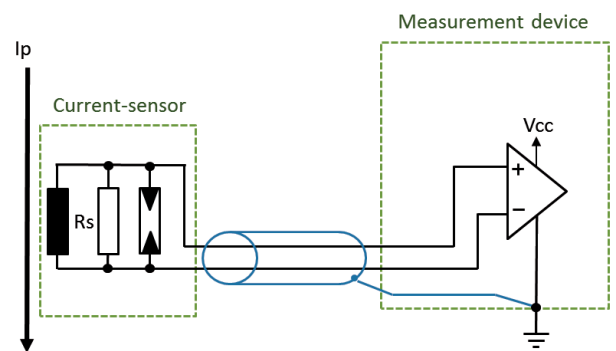 Measurement device
Ip
Current-sensor
Vcc
+
Rs
−